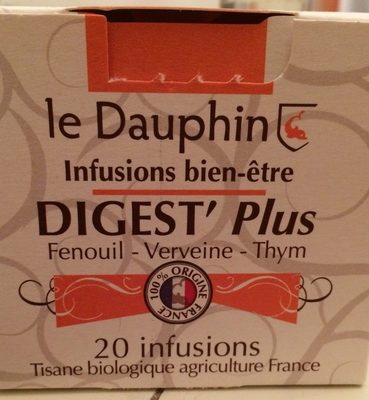 le Dauphin
Infusions bien-être
DIGEST' Plus
Fenouil - Verveine - Thym
100% ORIGINE FRANCE
20 infusions
Tisane biologique agriculture France